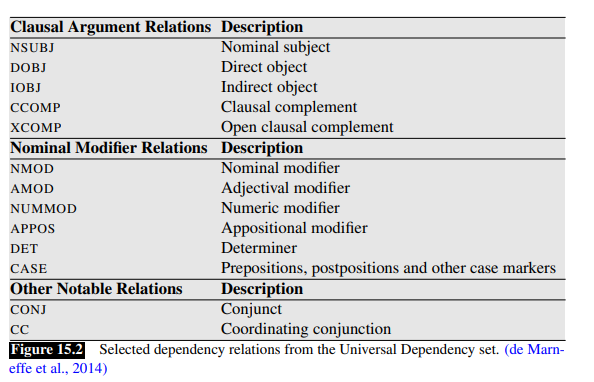 Clausal Argument Relations Description
NSUBJ Nominal subject
DOBJ Direct object
IOBJ Indirect object
CCOMP Clausal complement
XCOMP Open clausal complement
Nominal Modifier Relations Description
NMOD Nominal modifier
AMOD Adjectival modifier
NUMMOD Numeric modifier
APPOS Appositional modifier
DET Determiner
CASE Prepositions, postpositions and other case markers
Other Notable Relations Description
CONJ Conjunct
CC Coordinating conjunction
Figure 15.2 Selected dependency relations from the Universal Dependency set. (de Marn-
effe et al., 2014)